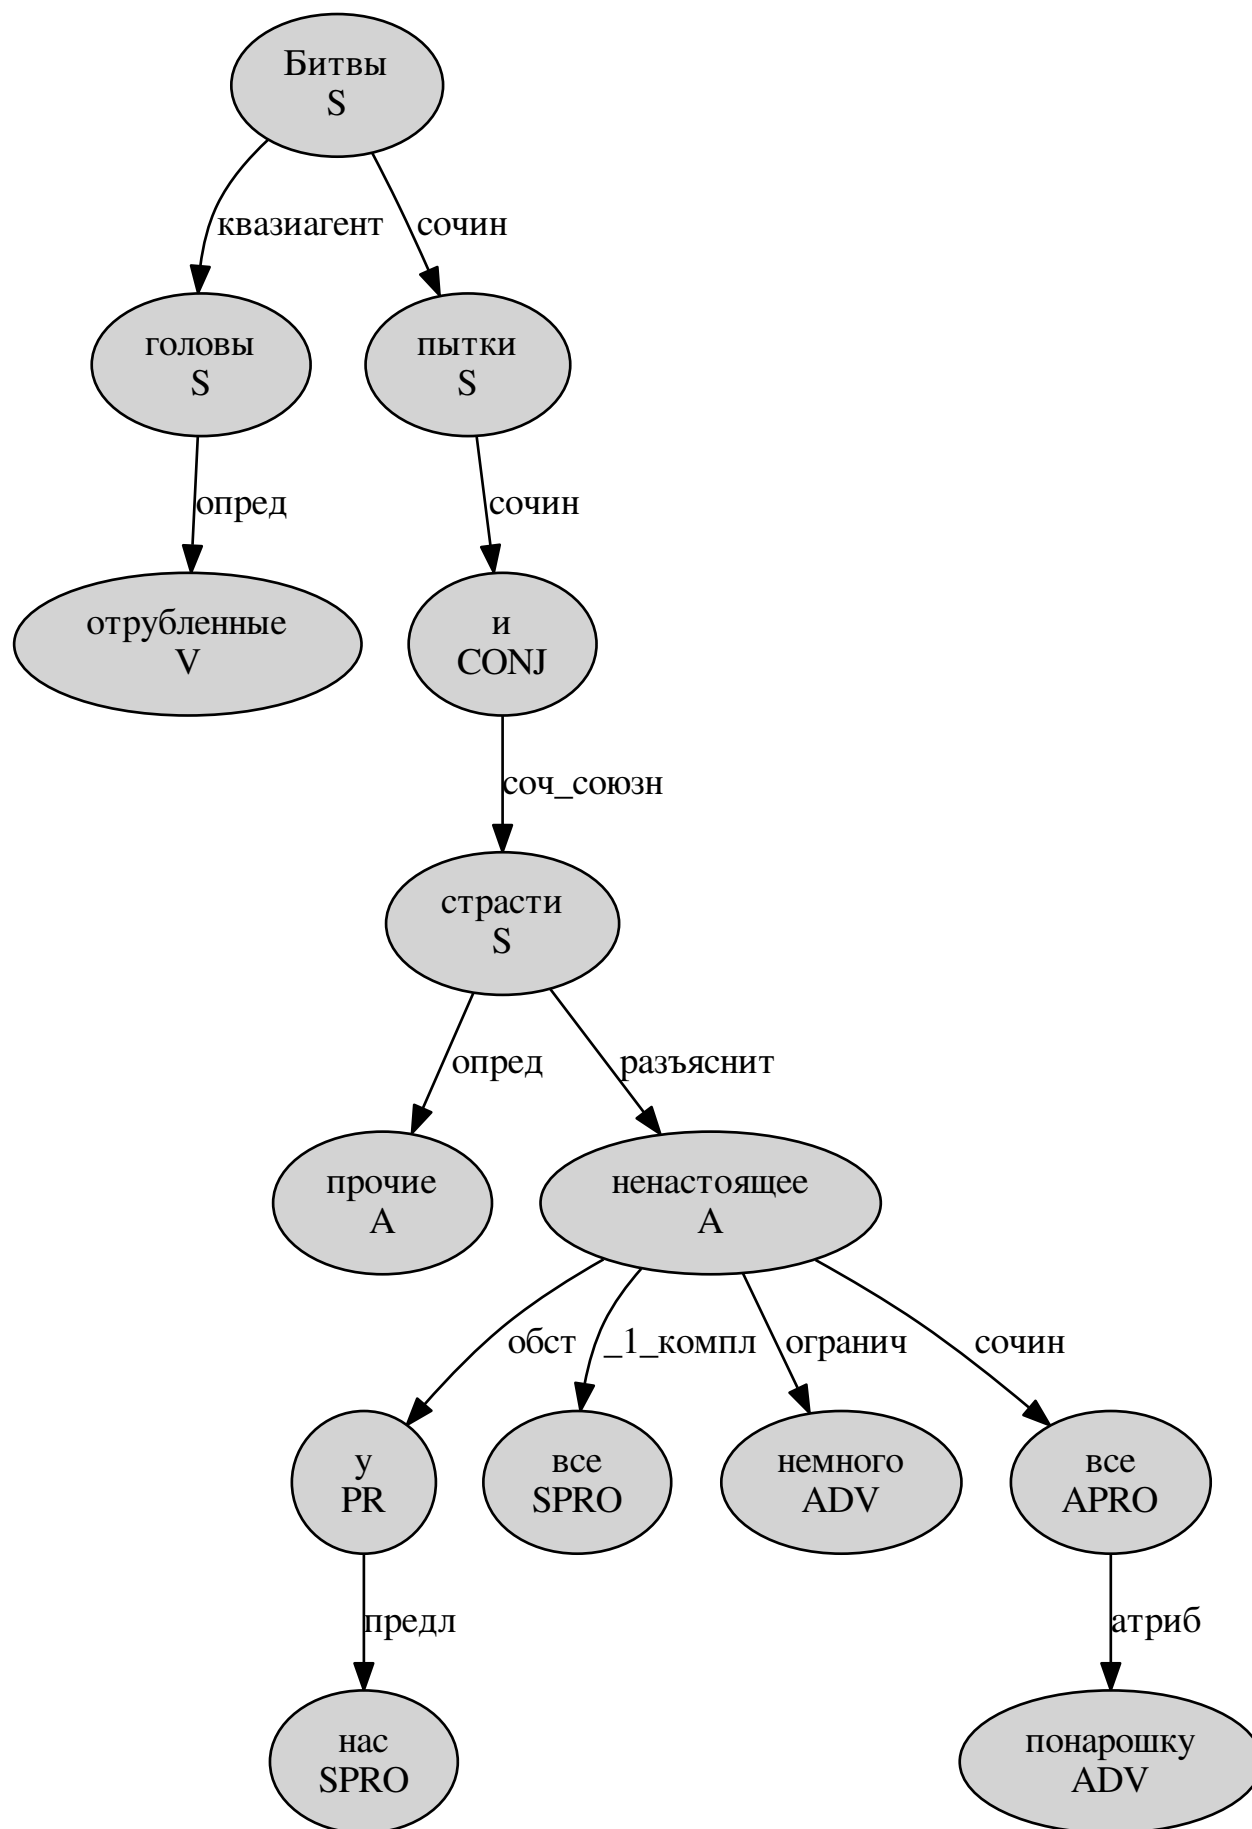 Битвы
S
квазиагент
сочин
головы
S
пытки
S
опред
сочин
отрубленные
V
и
CONJ
соч_союзн
страсти
S
опред
разъяснит
прочие
A
ненастоящее
A
обст
_1_компл
огранич
сочин
у
PR
все
SPRO
немного
ADV
все
APRO
предл
атриб
нас
SPRO
понарошку
ADV